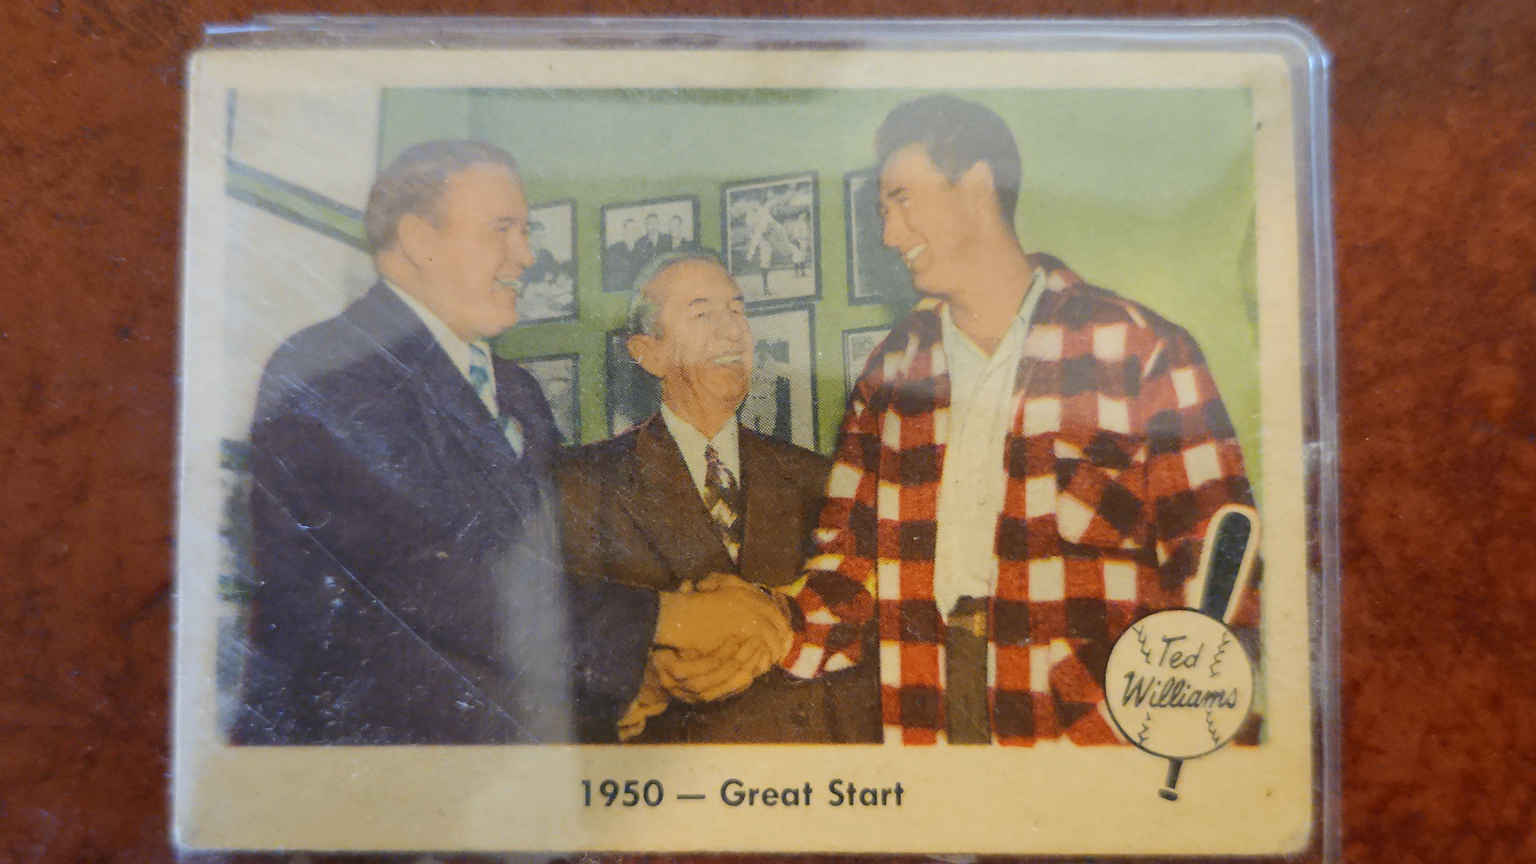 Ted
Williams
1950 — Great Start